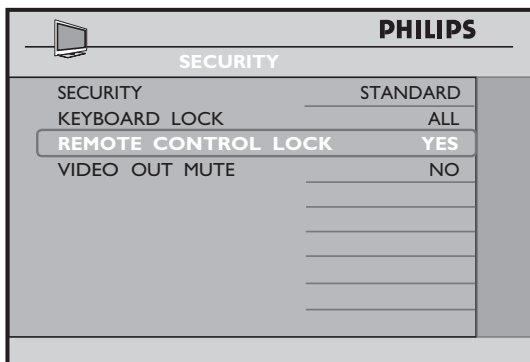 PHILIPS
SECURITY
SECURITY STANDARD
KEYBOARD LOCK ALL
REMOTE CONTROL LOCK YES
VIDEO OUT MUTE NO